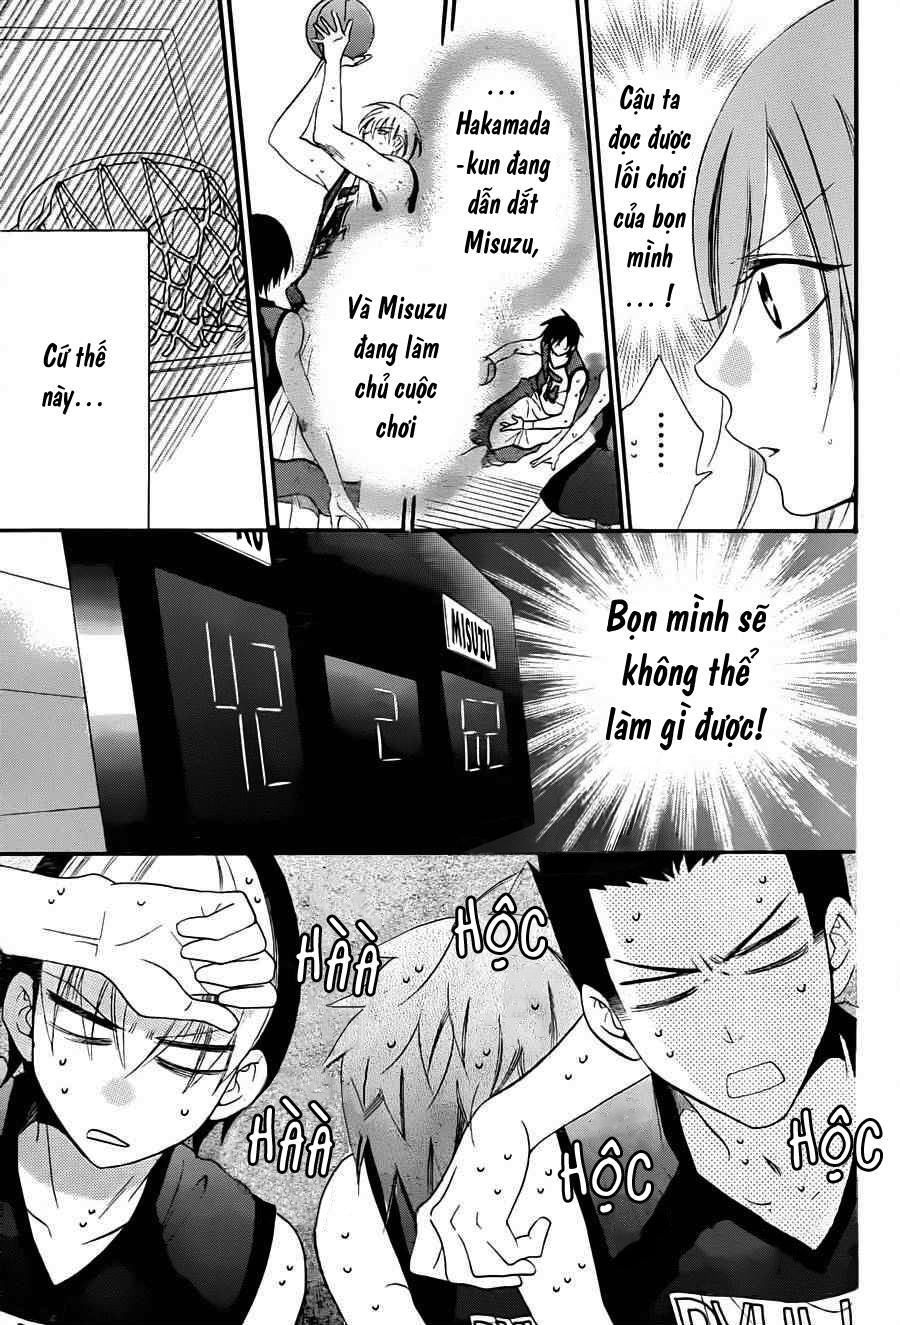 Cậu ta
đọc được
lối chơi
của bọn
mình
...!
......
...
Hakamada
-kun đang
dẫn dắt
Misuzu,
Và Misuzu
đang làm
chủ cuộc
chơi
Cứ thế
này...
MISUZU
42
2
62
Bọn mình sẽ
không thể
làm gì được!
HÀÀ
HỘC
HÀÀ
HỘC
HỘC